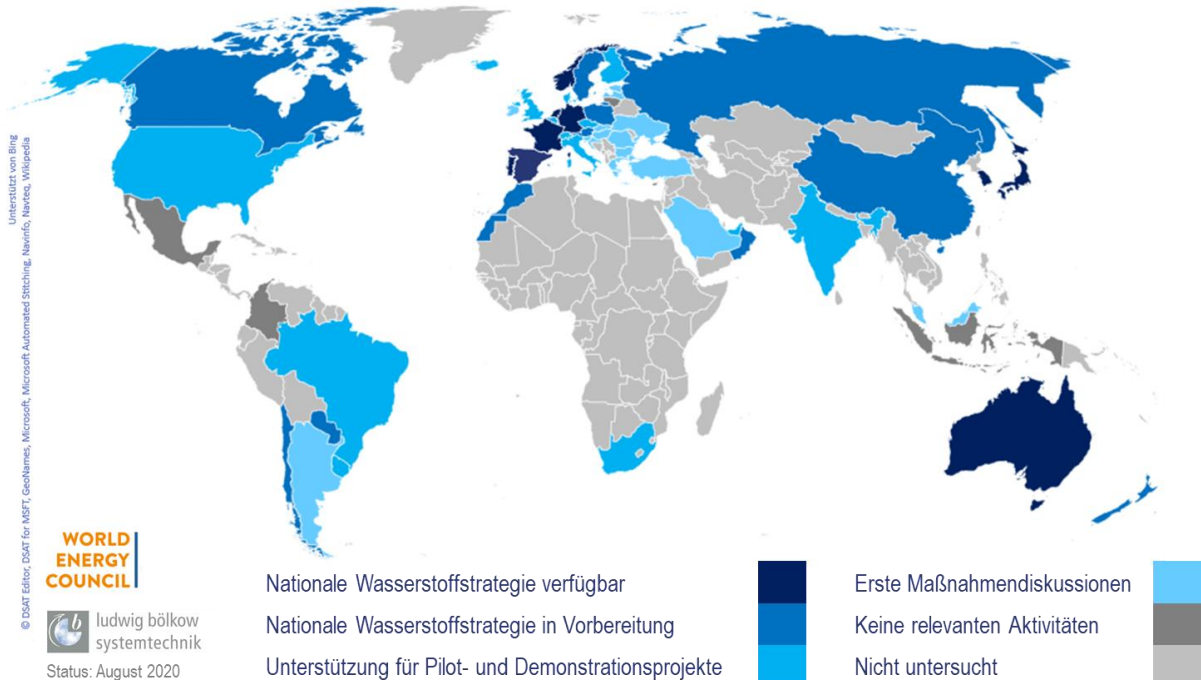 Unterstützt von Bing
© DSAT Editor, DSAT for MSFT, GeoNames, Microsoft, Microsoft Automated Stitching, Navinfo, Navteq, Wikipedia
WORLD
ENERGY
COUNCIL
ludwig bölkow
systemtechnik
Status: August 2020
Nationale Wasserstoffstrategie verfügbar
Nationale Wasserstoffstrategie in Vorbereitung
Unterstützung für Pilot- und Demonstrationsprojekte
Erste Maßnahmendiskussionen
Keine relevanten Aktivitäten
Nicht untersucht